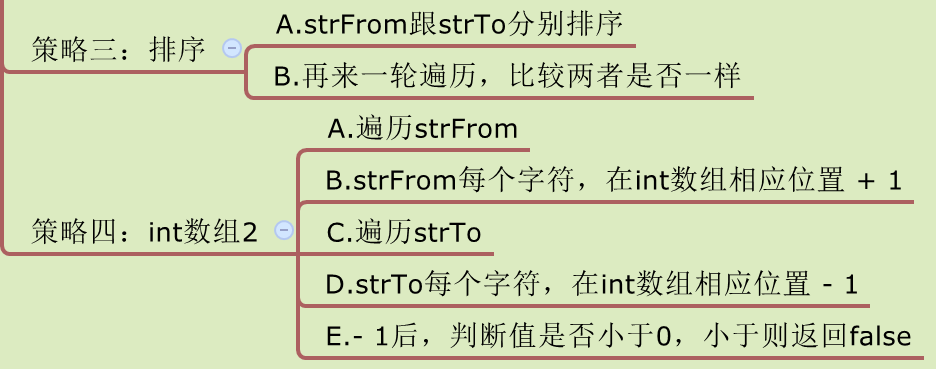 策略三：排序
A.strFrom跟strTo分别排序
B.再来一轮遍历，比较两者是否一样
策略四：int数组2
A.遍历strFrom
B.strFrom每个字符，在int数组相应位置 + 1
C.遍历strTo
D.strTo每个字符，在int数组相应位置 - 1
E.- 1后，判断值是否小于0，小于则返回false